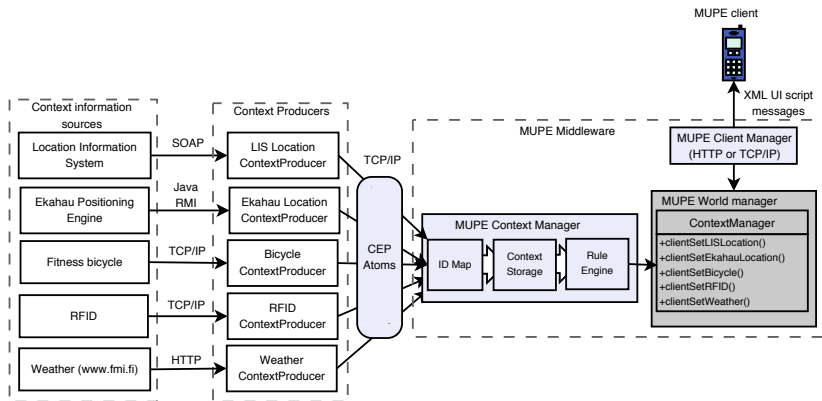 MUPE client
XML UI script
messages
Context information
sources
Context Producers
MUPE Middleware
MUPE Client Manager
(HTTP or TCP/IP)
Location Information
System
SOAP
LIS Location
ContextProducer
TCP/IP
Ekahau Positioning
Engine
Java
RMI
Ekahau Location
ContextProducer
Fitness bicycle
TCP/IP
Bicycle
ContextProducer
RFID
TCP/IP
RFID
ContextProducer
Weather (www.fmi.fi)
HTTP
Weather
ContextProducer
CEP
Atoms
MUPE Context Manager
ID Map
Context
Storage
Rule
Engine
MUPE World manager
ContextManager
+clientSetLISLocation()
+clientSetEkahauLocation()
+clientSetBicycle()
+clientSetRFID()
+clientSetWeather()